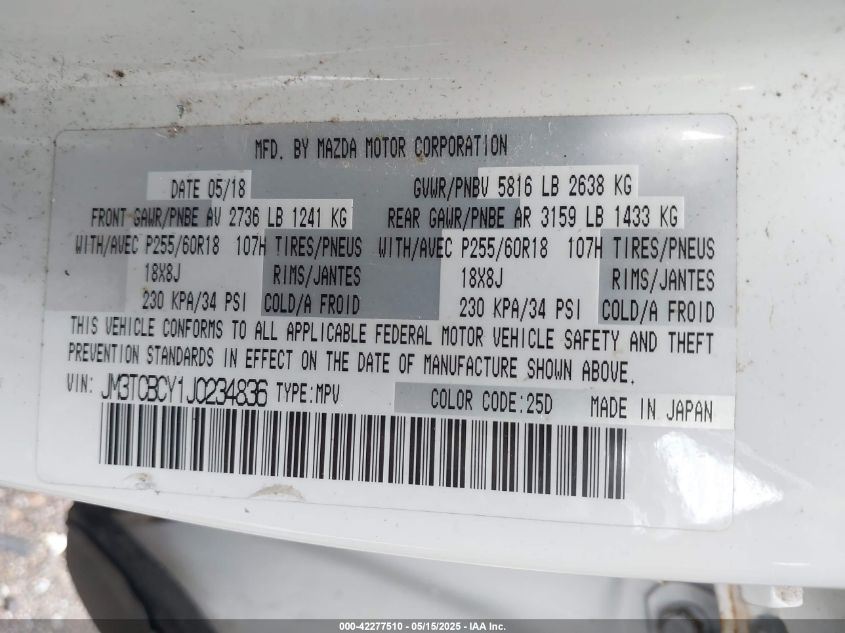 MFD. BY MAZDA MOTOR CORPORATION
DATE 05/18 GVWR/PNBV 5816 LB 2638 KG
FRONT GAWR/PNBE AV 2736 LB 1241 KG REAR GAWR/PNBE AR 3159 LB 1433 KG
WITH/AVEC P255/60R18 107H TIRES/PNEUS WITH/AVEC P255/60R18 107H TIRES/PNEUS
18X8J RIMS/JANTES 18X8J RIMS/JANTES
230 KPA/34 PSI COLD/A FROID 230 KPA/34 PSI COLD/A FROID
THIS VEHICLE CONFORMS TO ALL APPLICABLE FEDERAL MOTOR VEHICLE SAFETY AND THEFT
PREVENTION STANDARDS IN EFFECT ON THE DATE OF MANUFACTURE SHOWN ABOVE.
VIN: JM3TCBCY1J0234836 TYPE:MPV COLOR CODE:25D MADE IN JAPAN
000-42277510 - 05/15/2025 - IAA Inc.